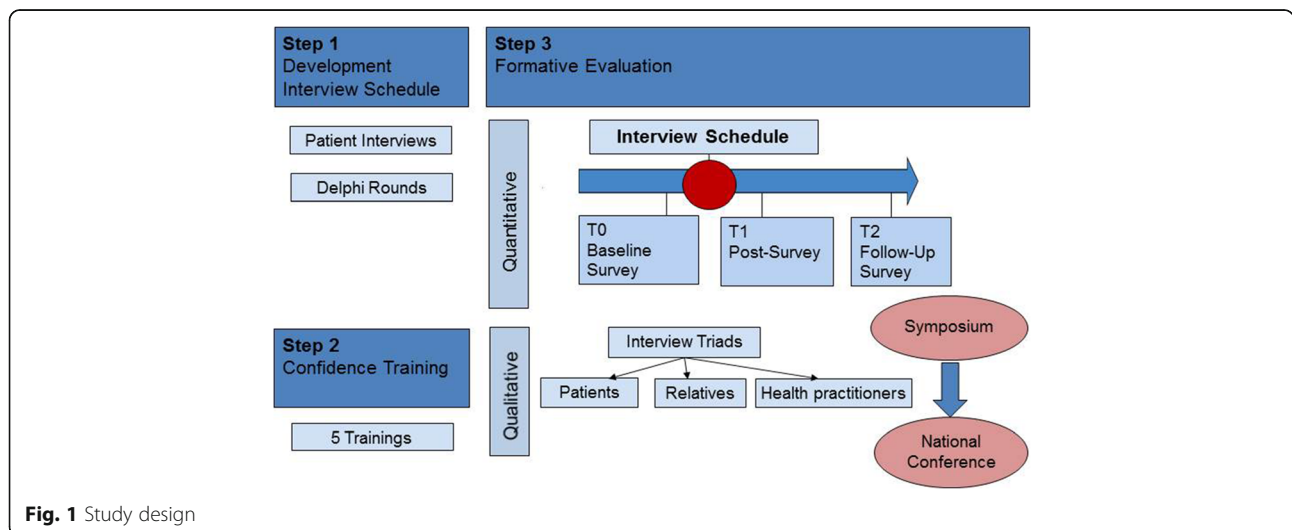 Step 1
Development
Interview Schedule
Patient Interviews
Delphi Rounds
Step 2
Confidence Training
5 Trainings
Step 3
Formative Evaluation
Quantitative
Interview Schedule
T0
Baseline
Survey
T1
Post-Survey
T2
Follow-Up
Survey
Qualitative
Interview Triads
Patients
Relatives
Health practitioners
Symposium
National
Conference
Fig. 1 Study design